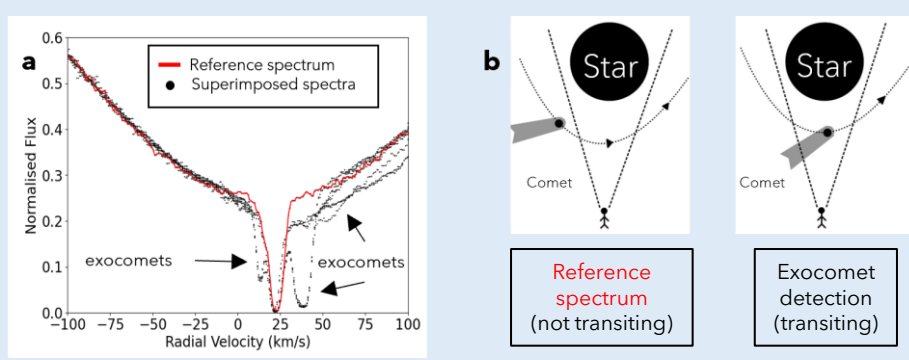 a
0.6
0.5
0.4
0.3
0.2
0.1
0.0
Normalised Flux
Reference spectrum
Superimposed spectra
exocomets
exocomets
−100 −75 −50 −25 0 25 50 75 100
Radial Velocity (km/s)
b
Star
Comet
Reference
spectrum
(not transiting)
Star
Comet
Exocomet
detection
(transiting)